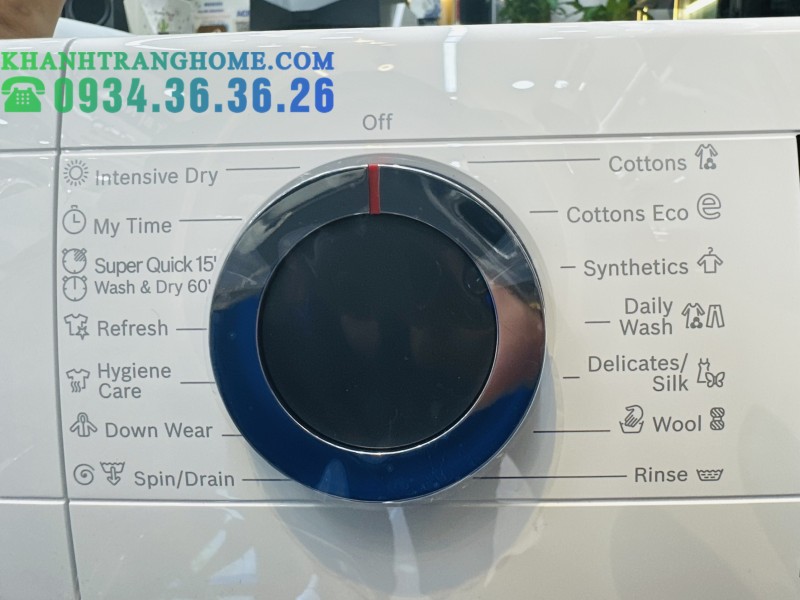 KHANHTRANGHOME.COM
0934.36.36.26
Off
Intensive Dry
My Time
Super Quick 15'
Wash & Dry 60'
Refresh
Hygiene
Care
Down Wear
Spin/Drain
Cottons
Cottons Eco
Synthetics
Daily
Wash
Delicates/
Silk
Wool
Rinse